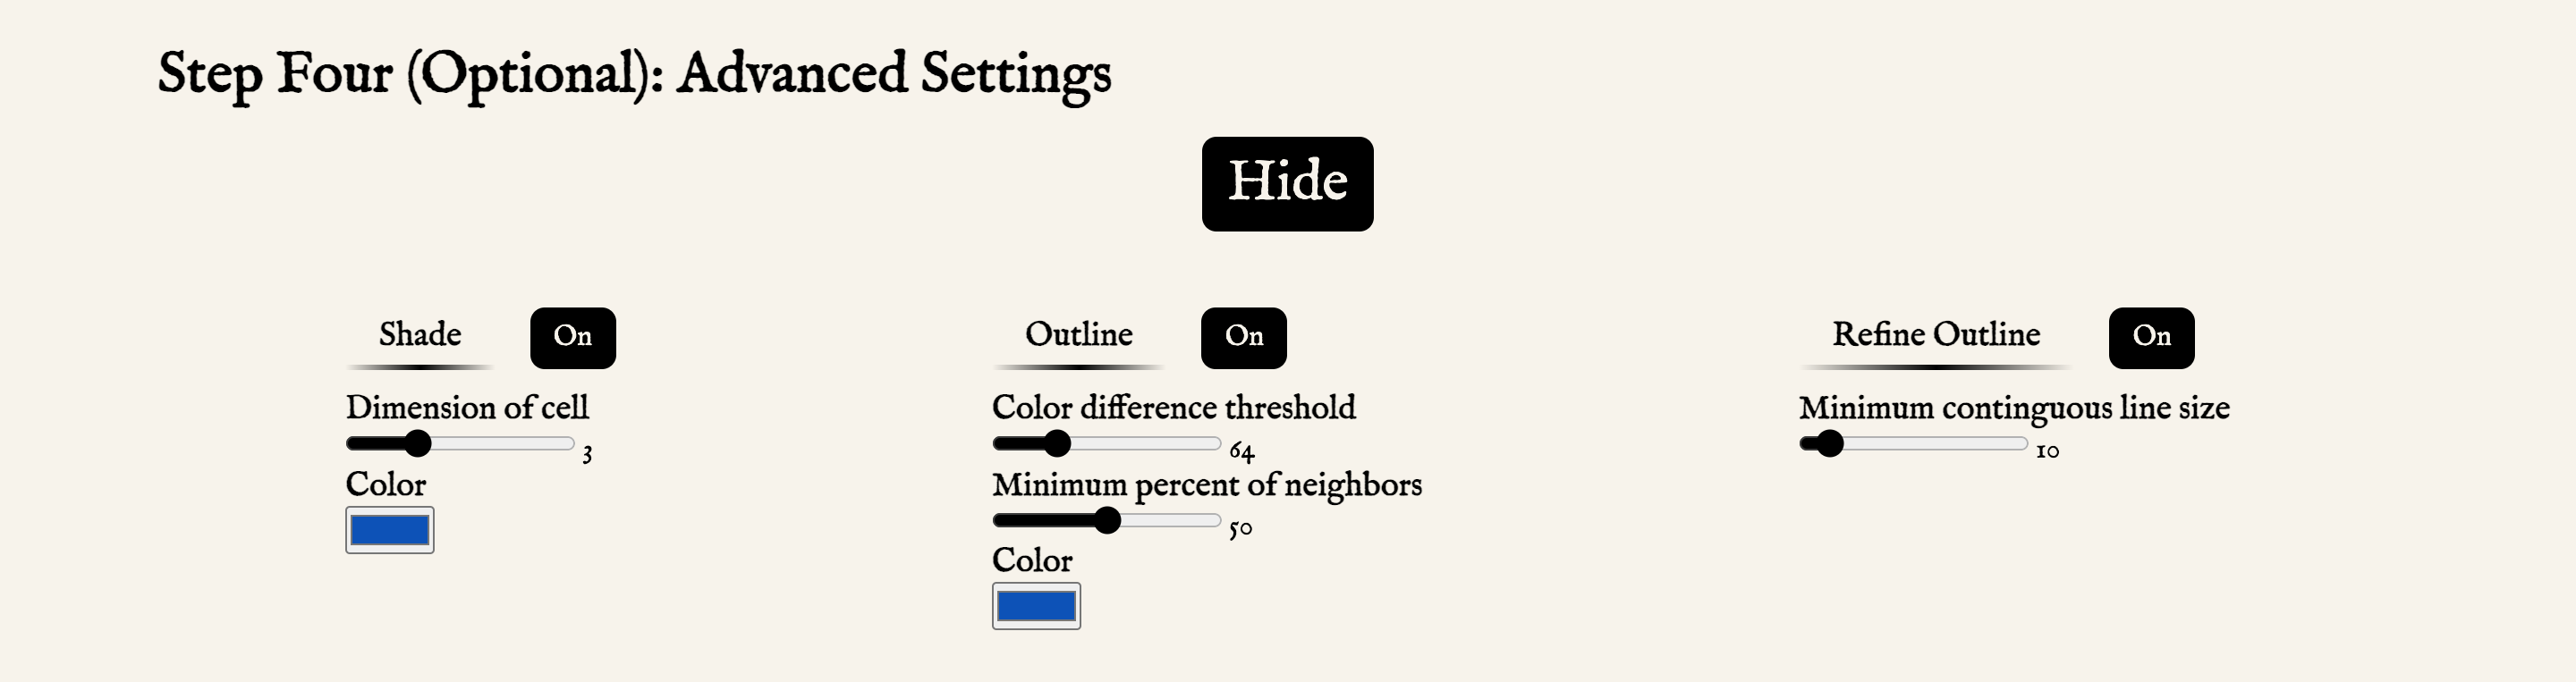 Step Four (Optional): Advanced Settings
Hide
Shade On
Dimension of cell
3
Color
Outline On
Color difference threshold
64
Minimum percent of neighbors
50
Color
Refine Outline On
Minimum continguous line size
10